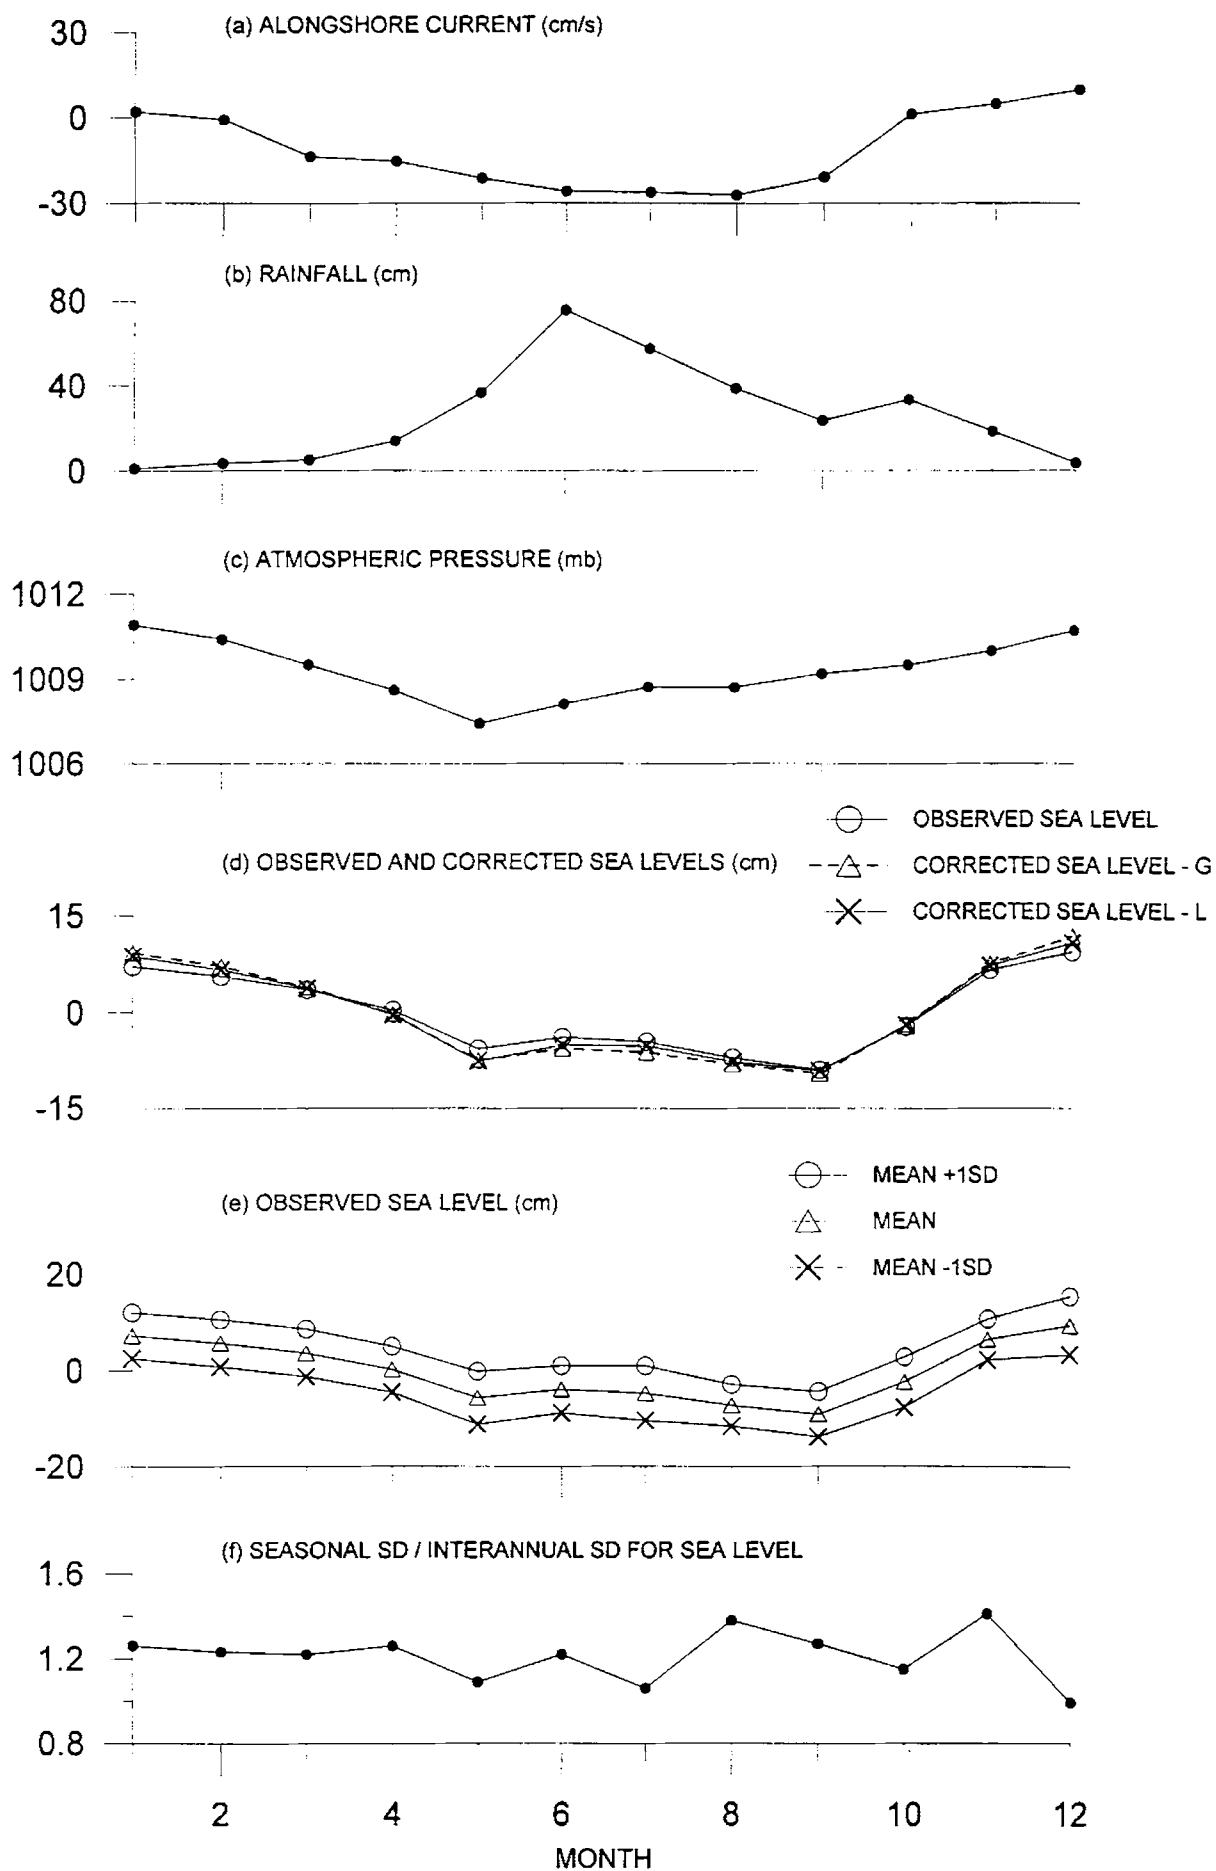 (a) ALONGSHORE CURRENT (cm/s)
30
0
-30
(b) RAINFALL (cm)
80
40
0
(c) ATMOSPHERIC PRESSURE (mb)
1012
1009
1006
OBSERVED SEA LEVEL
(d) OBSERVED AND CORRECTED SEA LEVELS (cm)
CORRECTED SEA LEVEL - G
CORRECTED SEA LEVEL - L
15
0
-15
MEAN +1SD
(e) OBSERVED SEA LEVEL (cm)
MEAN
MEAN -1SD
20
0
-20
(f) SEASONAL SD / INTERANNUAL SD FOR SEA LEVEL
1.6
1.2
0.8
2 4 6 8 10 12
MONTH